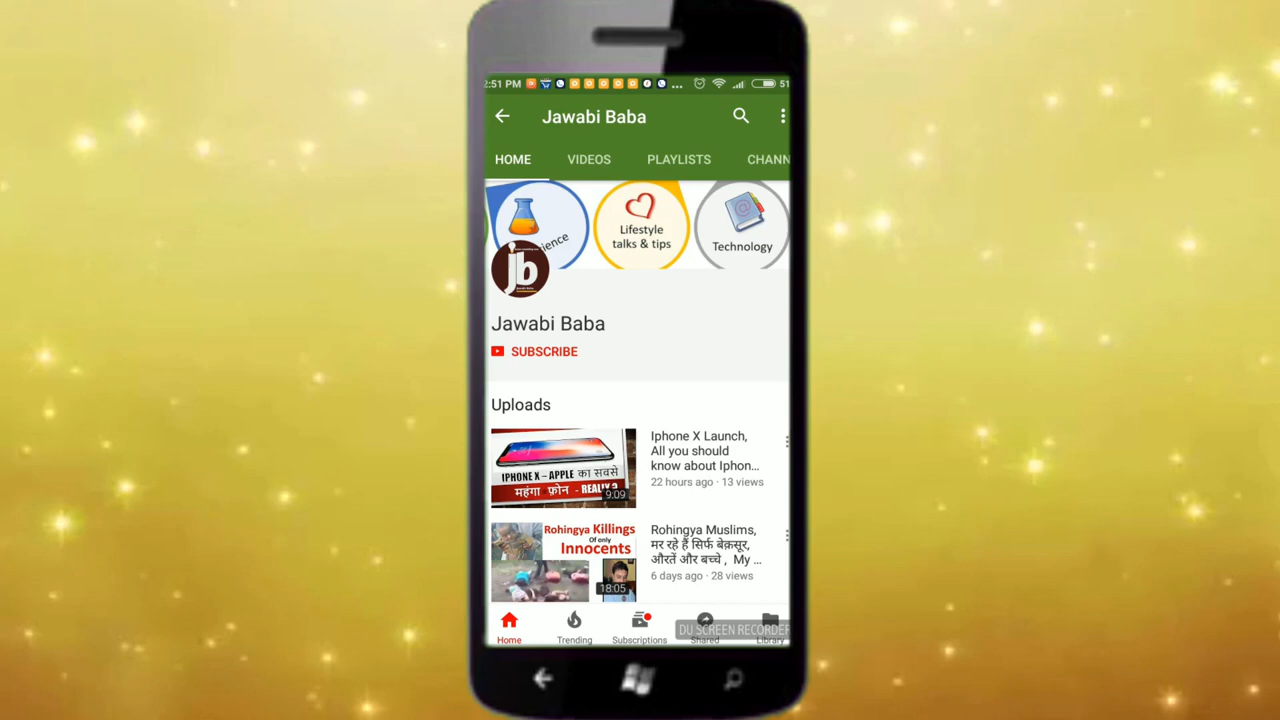 2:51 PM
51
Jawabi Baba
HOME VIDEOS PLAYLISTS CHANN
ience
Lifestyle
talks & tips
Technology
jb
Jawabi Baba
SUBSCRIBE
Uploads
IPHONE X – APPLE का सबसे
महंगा फ़ोन - REALLY ?
9:09
Iphone X Launch,
All you should
know about Iphon...
22 hours ago · 13 views
Rohingya Killings
Of only
Innocents
18:05
Rohingya Muslims,
मर रहे हैं सिर्फ बेक़सूर,
औरतें और बच्चे , My ...
6 days ago · 28 views
DU SCREEN RECORDER
Home Trending Subscriptions Shared Library